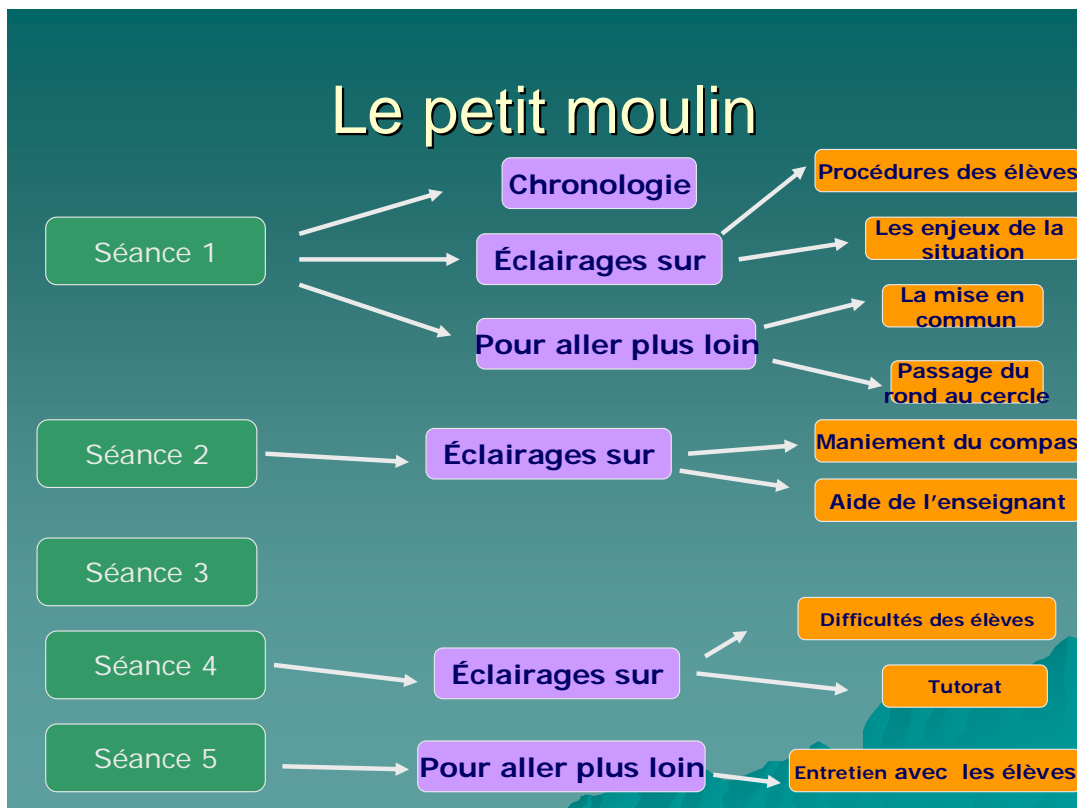 Le petit moulin
Séance 1
Chronologie
Éclairages sur
Procédures des élèves
Les enjeux de la
situation
Pour aller plus loin
La mise en
commun
Passage du
rond au cercle
Séance 2
Éclairages sur
Maniement du compas
Aide de l’enseignant
Séance 3
Séance 4
Éclairages sur
Difficultés des élèves
Tutorat
Séance 5
Pour aller plus loin
Entretien avec les élèves